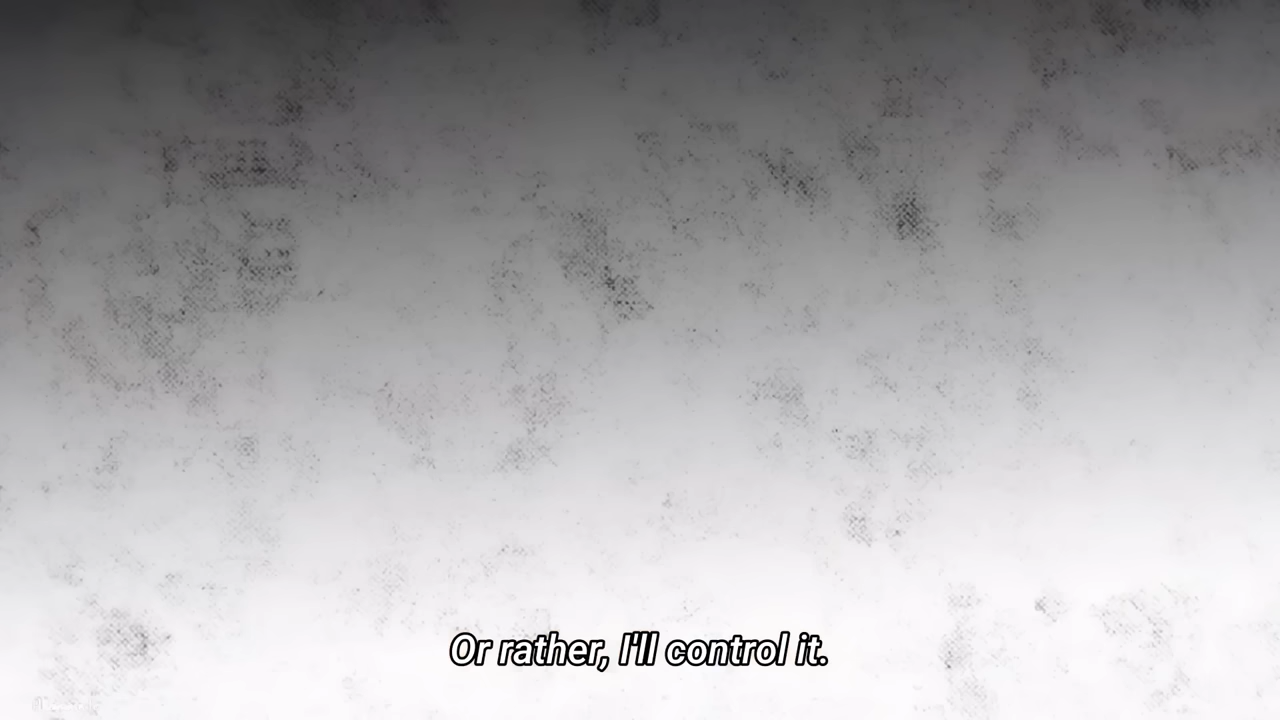 Or rather, I'll control it.